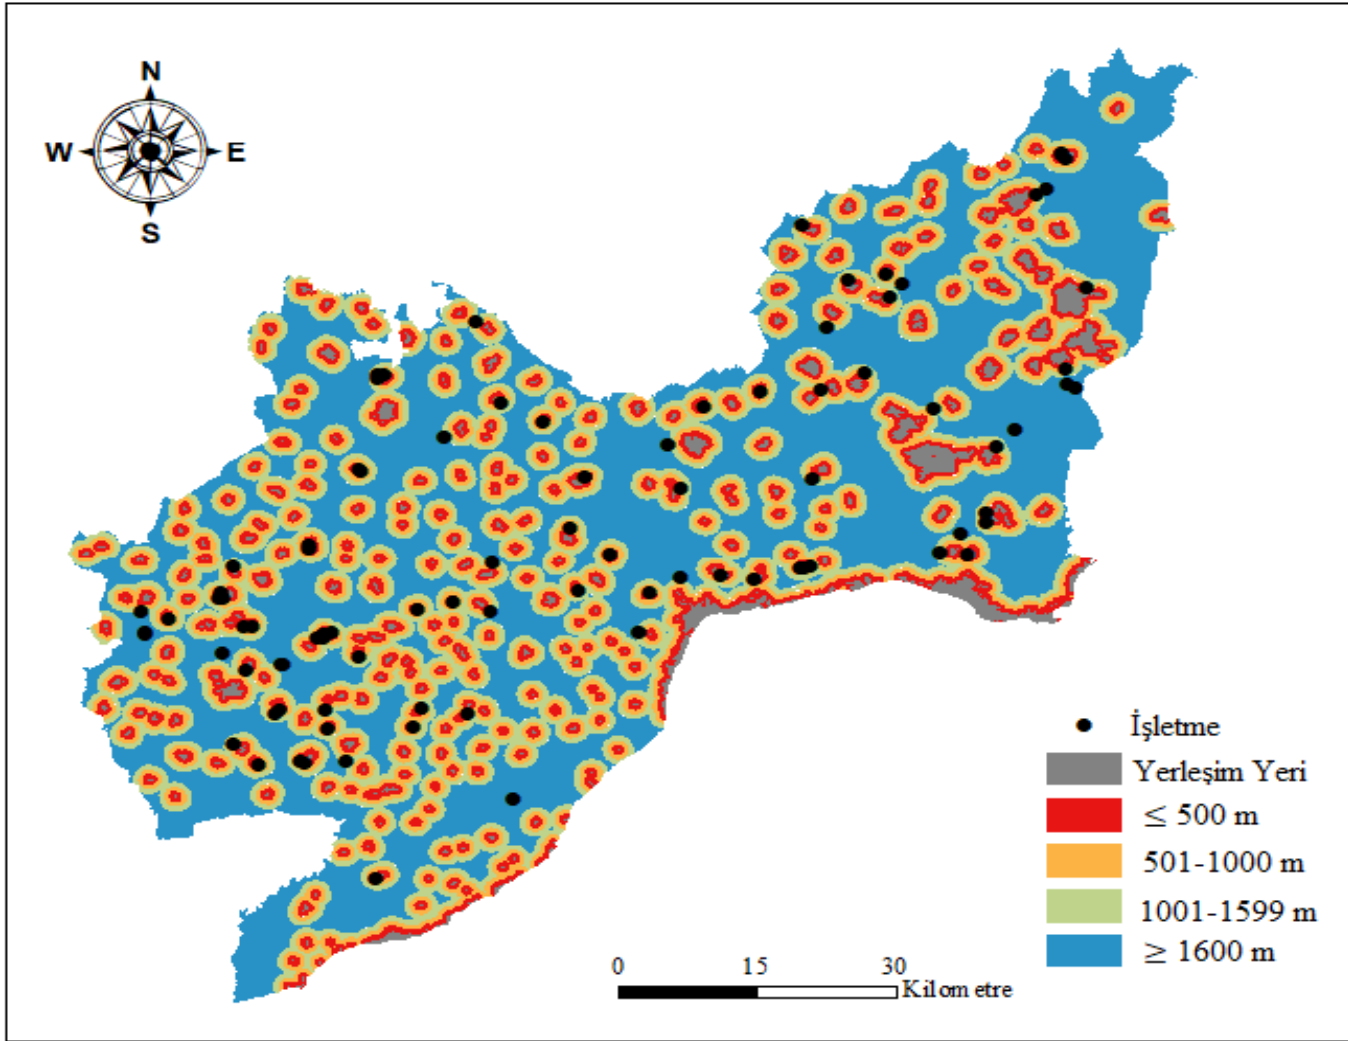 N
W E
S
İşletme
Yerleşim Yeri
≤ 500 m
501-1000 m
1001-1599 m
≥ 1600 m
0 15 30
Kilometre